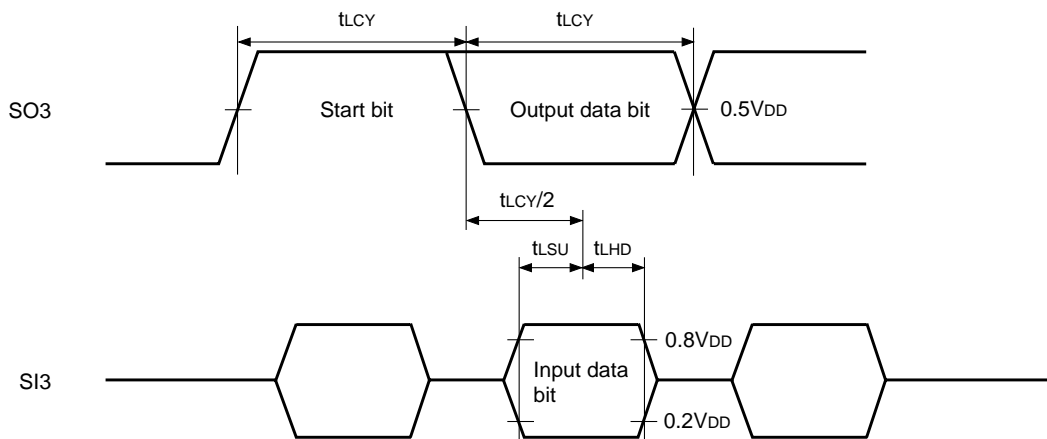 tLCY
tLCY
SO3
Start bit
Output data bit
0.5VDD
tLCY/2
tLSU
tLHD
0.8VDD
SI3
Input data
bit
0.2VDD